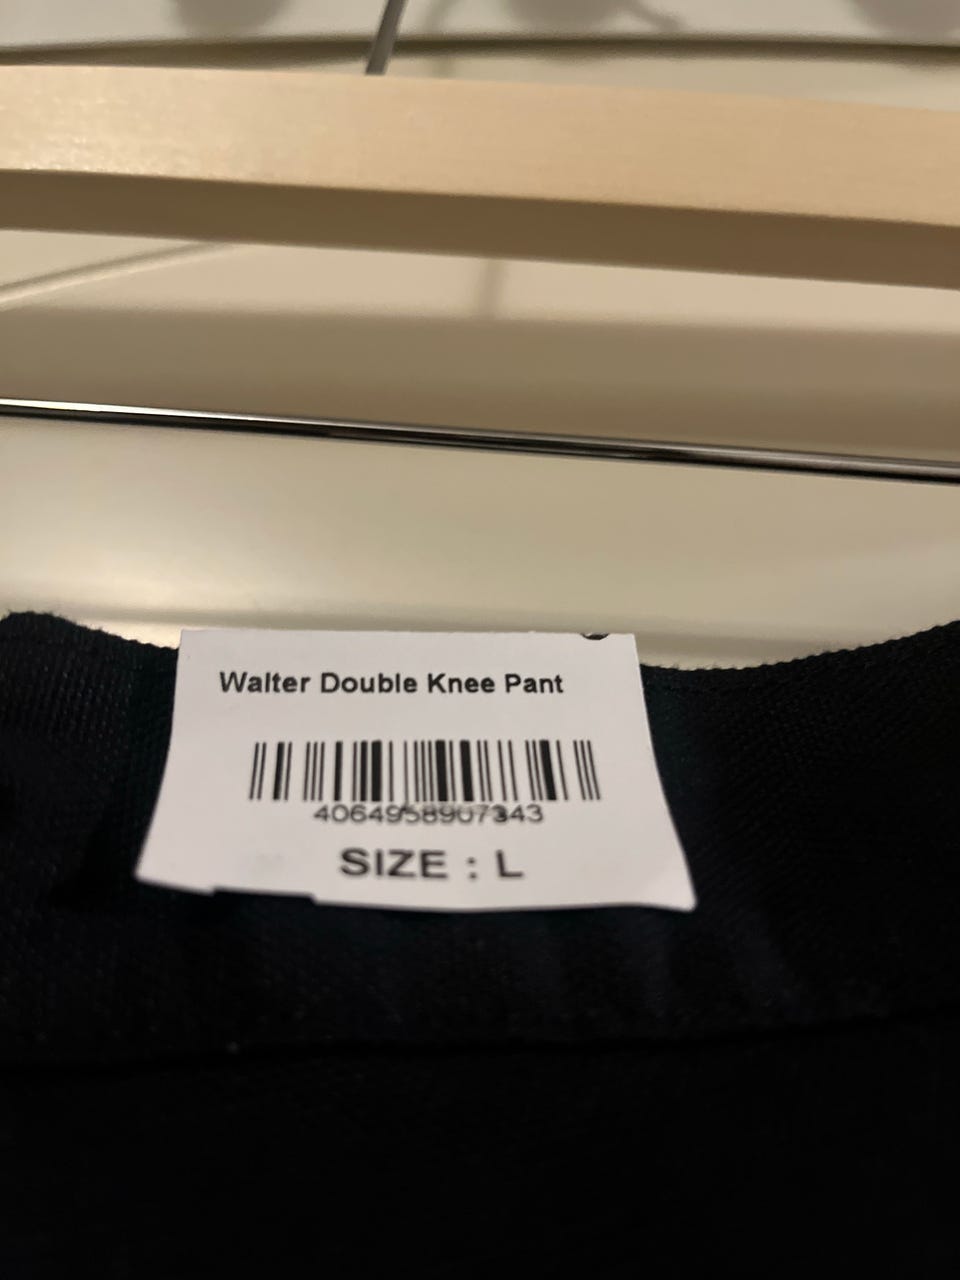 Walter Double Knee Pant
4064958907343
SIZE : L